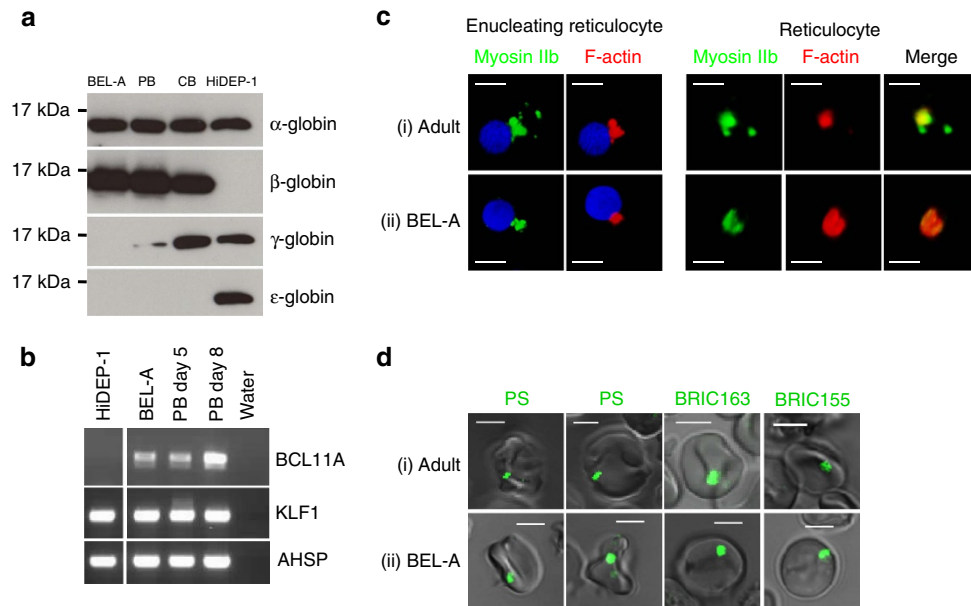 a
BEL-A PB CB HiDEP-1
17 kDa
α-globin
17 kDa
β-globin
17 kDa
γ-globin
17 kDa
ε-globin
b
HiDEP-1
BEL-A
PB day 5
PB day 8
Water
BCL11A
KLF1
AHSP
c
Enucleating reticulocyte
Reticulocyte
Myosin IIb F-actin
Myosin IIb F-actin Merge
(i) Adult
(ii) BEL-A
d
PS PS BRIC163 BRIC155
(i) Adult
(ii) BEL-A